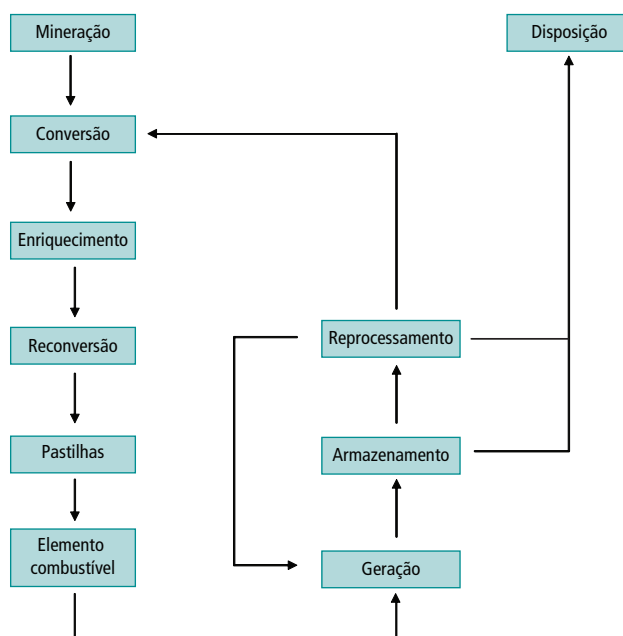 Mineração
Disposição
Conversão
Enriquecimento
Reconversão
Reprocessamento
Pastilhas
Armazenamento
Elemento
combustível
Geração